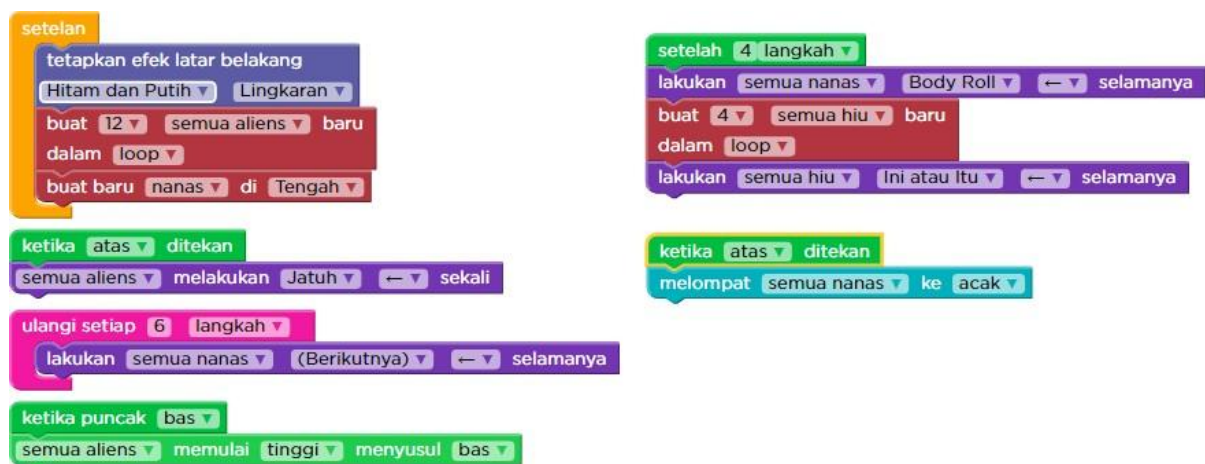 setelan
tetapkan efek latar belakang
Hitam dan Putih Lingkaran
buat 12 semua aliens baru
dalam loop
buat baru nanas di Tengah
ketika atas ditekan
semua aliens melakukan Jatuh ← sekali
ulangi setiap 6 langkah
lakukan semua nanas (Berikutnya) ← selamanya
ketika puncak bas
semua aliens memulai tinggi menyusul bas
setelah 4 langkah
lakukan semua nanas Body Roll ← selamanya
buat 4 semua hiu baru
dalam loop
lakukan semua hiu Ini atau Itu ← selamanya
ketika atas ditekan
melompat semua nanas ke acak